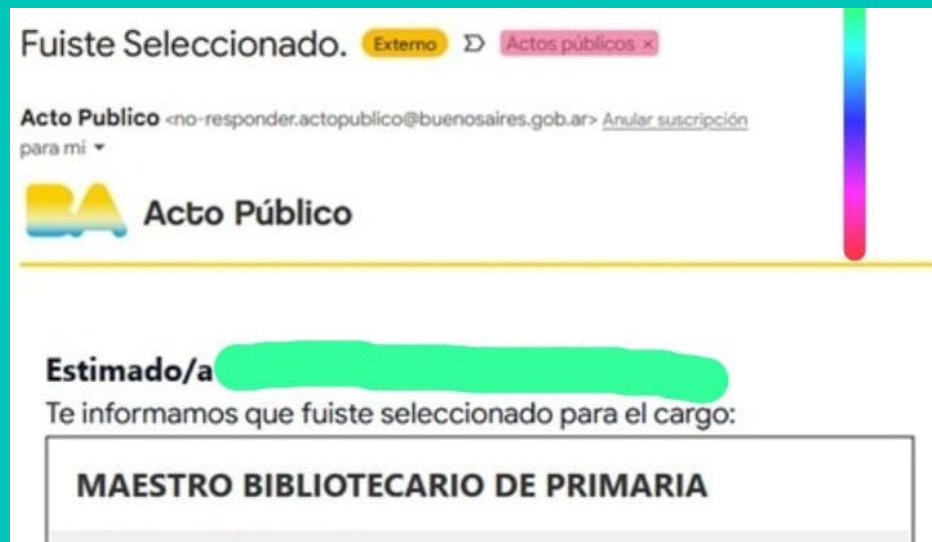 Fuiste Seleccionado. Externo Actos públicos ×
Acto Publico <no-responder.actopublico@buenosaires.gob.ar> Anular suscripción
para mí
BA Acto Público
Estimado/a
Te informamos que fuiste seleccionado para el cargo:
MAESTRO BIBLIOTECARIO DE PRIMARIA